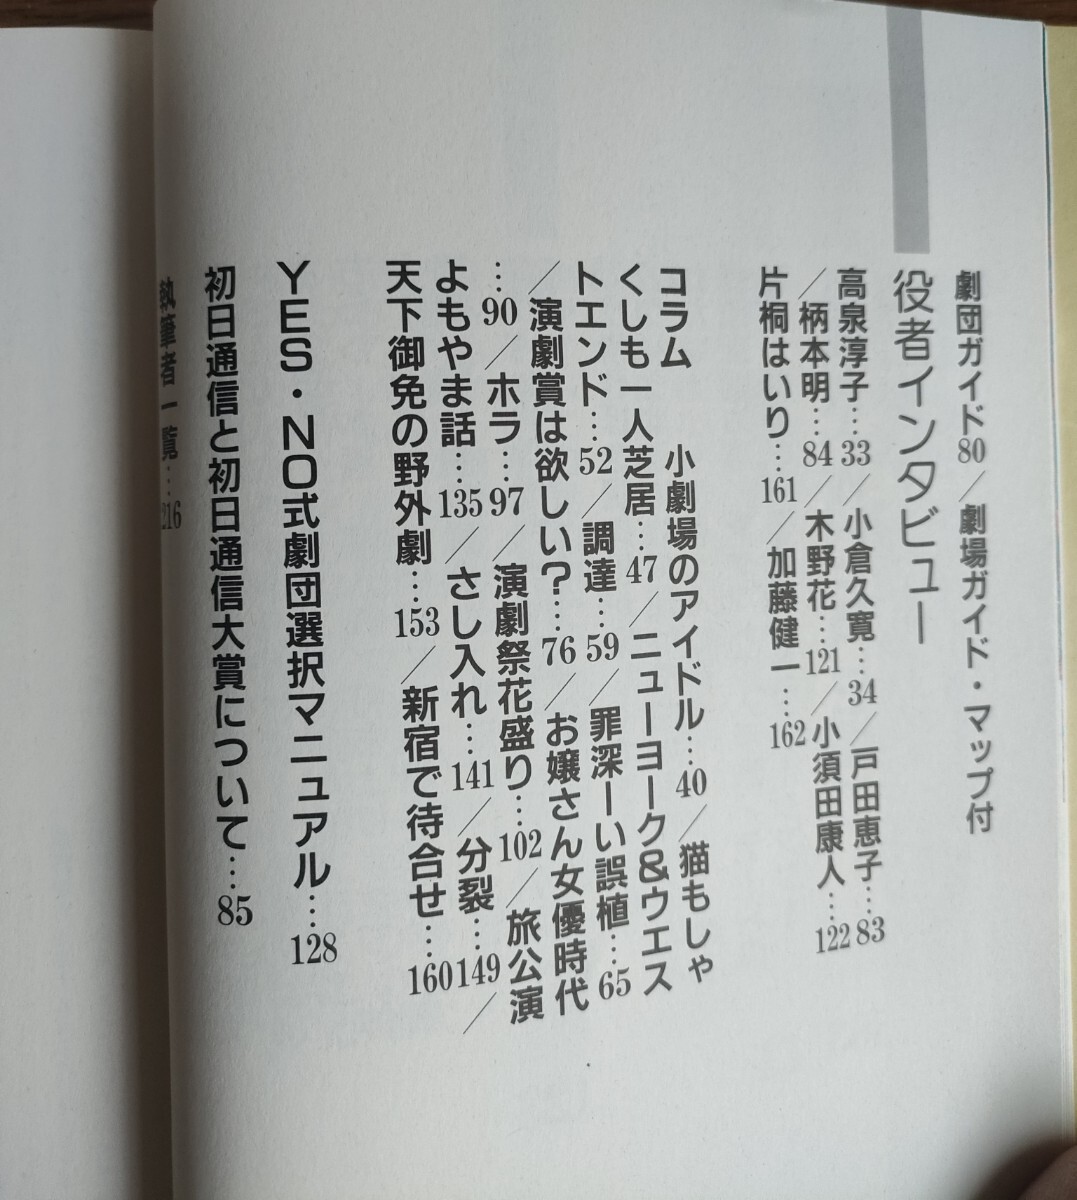 劇団ガイド80／劇場ガイド・マップ付
役者インタビュー
高泉淳子…33／小倉久寛…34／戸田恵子…83
／柄本明…84／木野花…121／小須田康人…122
片桐はいり…161／加藤健一…162
コラム　小劇場のアイドル…40／猫もしゃ
くしも一人芝居…47／ニューヨーク&ウエス
トエンド…52／調達…59／罪深ーい誤植…65
／演劇賞は欲しい?…76／お嬢さん女優時代
…90／ホラ…97／演劇祭花盛り…102／旅公演
よもやま話…135／さし入れ…141／分裂…149／
天下御免の野外劇…153／新宿で待合せ…160
YES・NO式劇団選択マニュアル…128
初日通信と初日通信大賞について…85
執筆者一覧…216